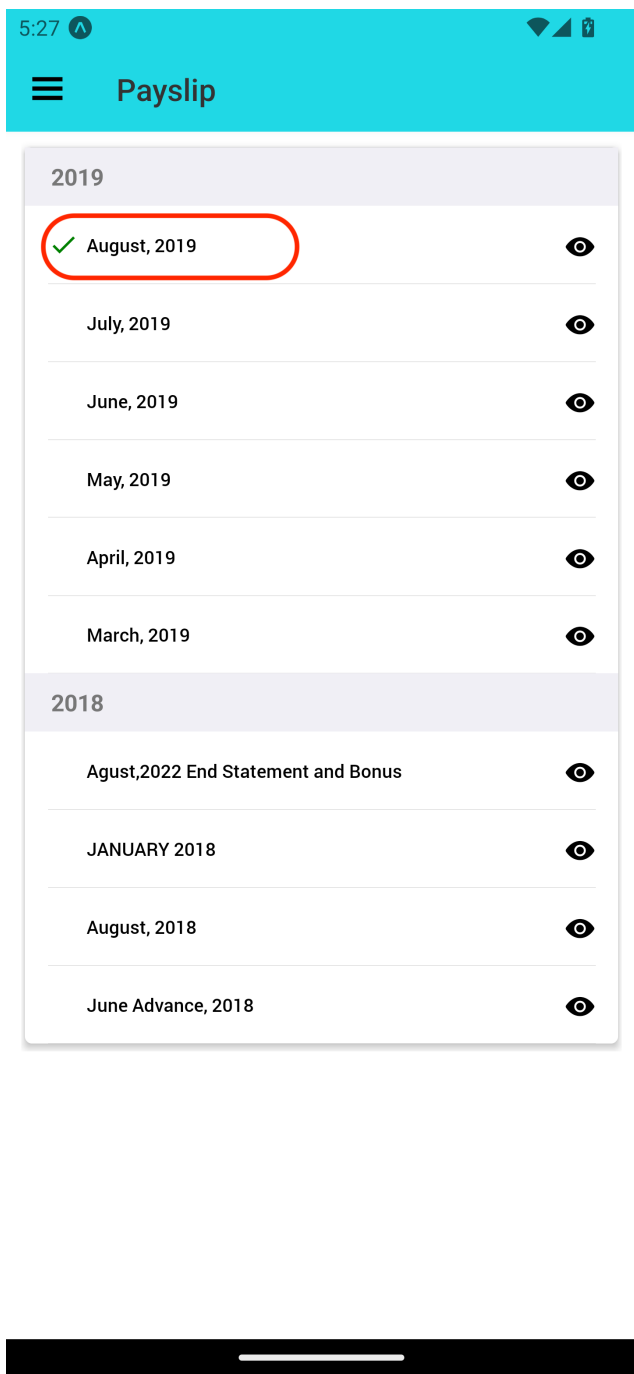 5:27
Payslip
2019
August, 2019
July, 2019
June, 2019
May, 2019
April, 2019
March, 2019
2018
Agust,2022 End Statement and Bonus
JANUARY 2018
August, 2018
June Advance, 2018